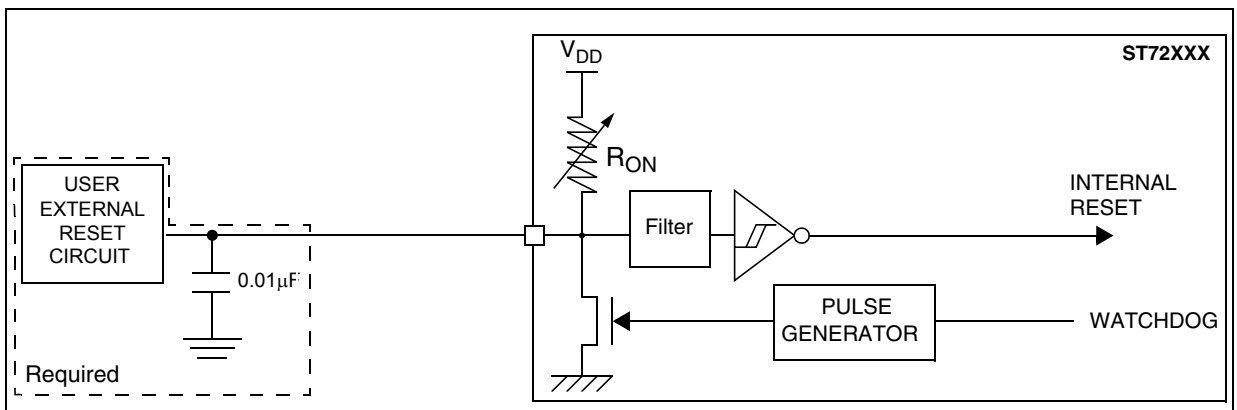 V_DD
ST72XXX
R_ON
USER
EXTERNAL
RESET
CIRCUIT
0.01µF
Required
Filter
INTERNAL
RESET
PULSE
GENERATOR
WATCHDOG